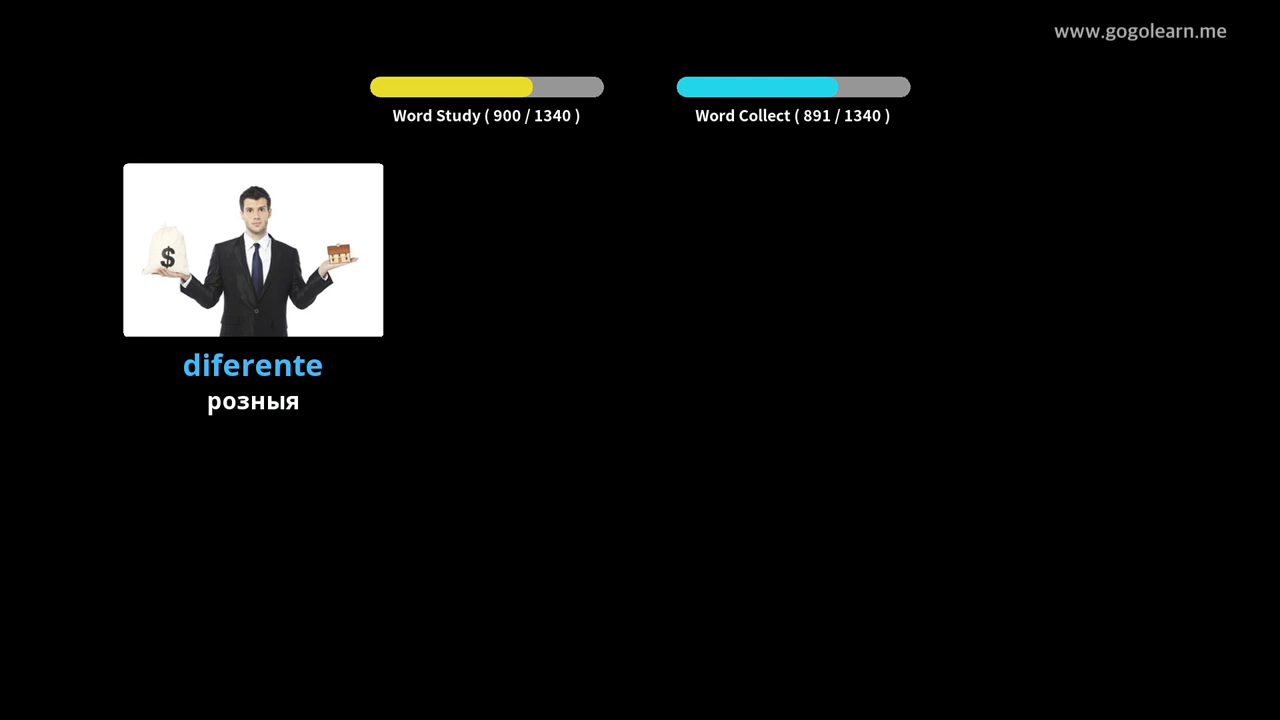 www.gogolearn.me
Word Study ( 900 / 1340 )
Word Collect ( 891 / 1340 )
$
diferente
розныя